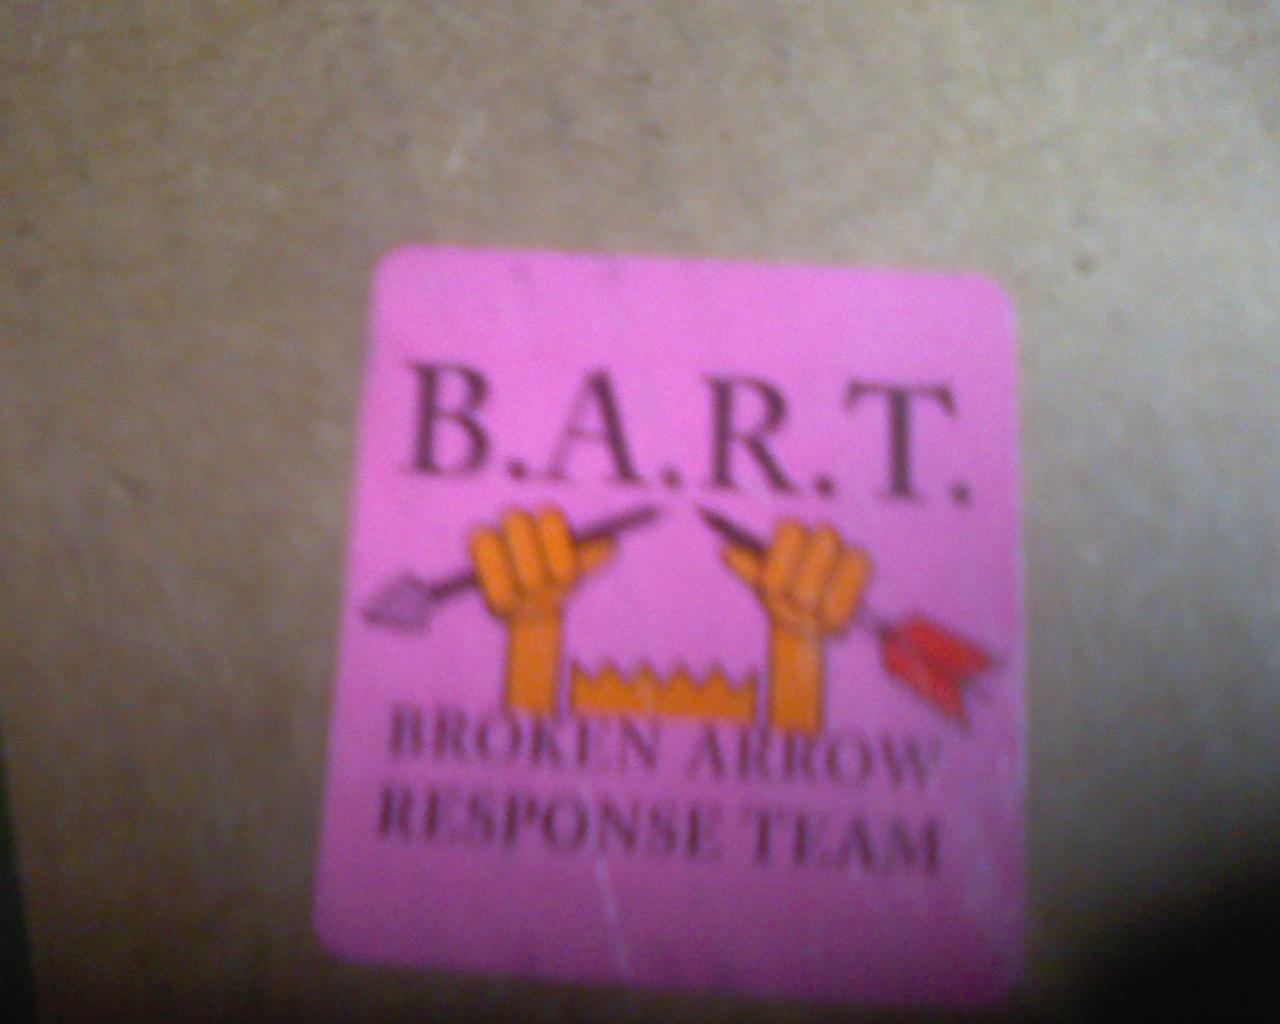 B.A.R.T.
BROKEN ARROW
RESPONSE TEAM